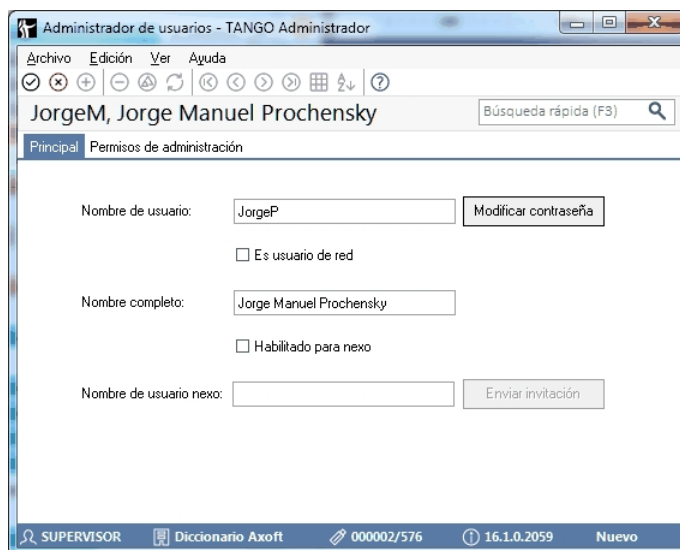 Administrador de usuarios - TANGO Administrador
Archivo Edición Ver Ayuda
JorgeM, Jorge Manuel Prochensky
Búsqueda rápida (F3)
Principal Permisos de administración
Nombre de usuario: JorgeP Modificar contraseña
Es usuario de red
Nombre completo: Jorge Manuel Prochensky
Habilitado para nexo
Nombre de usuario nexo: Enviar invitación
SUPERVISOR Diccionario Axoft 000002/576 16.1.0.2059 Nuevo